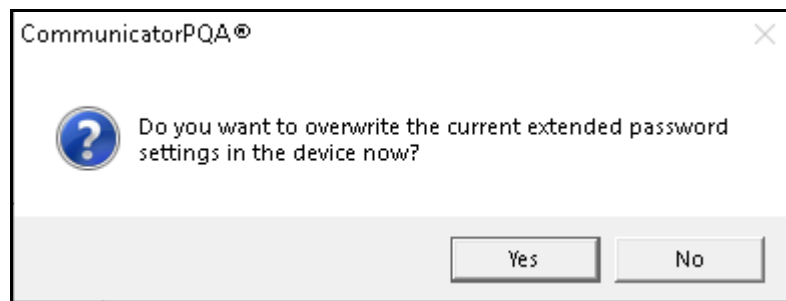 CommunicatorPQA®
Do you want to overwrite the current extended password
settings in the device now?
Yes
No